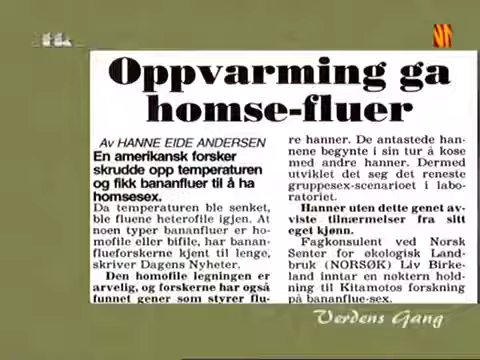 Oppvarming ga
homse-fluer
Av HANNE EIDE ANDERSEN
En amerikansk forsker
skrudde opp temperaturen
og fikk bananfluer til å ha
homsesex.
Da temperaturen ble senket,
ble fluene heterofile igjen. At
noen typer bananfluer er ho-
mofile eller bifile, har banan-
flueforskerne kjent til lenge,
skriver Dagens Nyheter.
Den homofile legningen er
arvelig, og forskerne har også
funnet gener som styrer flu-
re hanner. De antastede han-
nene begynte i sin tur å kose
med andre hanner. Dermed
utviklet det seg det reneste
gruppesex-scenarioet i labo-
ratoriet.
Hanner uten dette genet av-
viste tilnærmelser fra sitt
eget kjønn.
Fagkonsulent ved Norsk
Senter for økologisk Land-
bruk (NORSØK) Liv Birke-
land inntar en nøktern hold-
ning til Kitamotos forskning
på bananflue-sex.
Verdens Gang